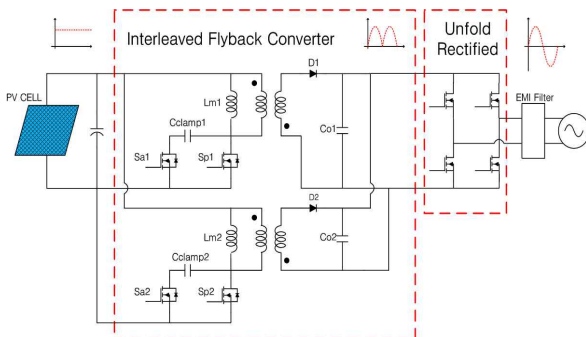 Interleaved Flyback Converter
Unfold
Rectified
PV CELL
EMI Filter
D1
Lm1
Cclamp1
Co1
Sa1
Sp1
D2
Lm2
Co2
Cclamp2
Sa2
Sp2